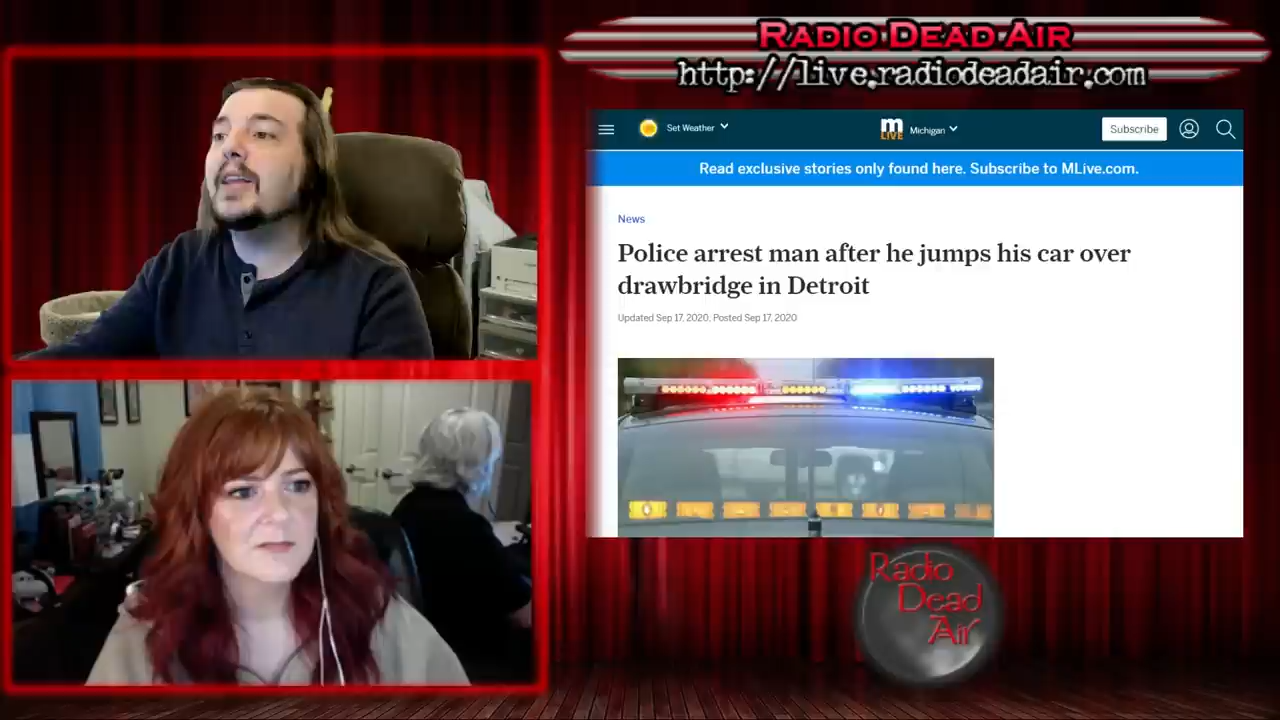 RADIO DEAD AIR
http://live.radiodeadair.com
Set Weather
m
LIVE
Michigan
Subscribe
Read exclusive stories only found here. Subscribe to MLive.com.
News
Police arrest man after he jumps his car over
drawbridge in Detroit
Updated Sep 17, 2020, Posted Sep 17, 2020
Radio
Dead
Air